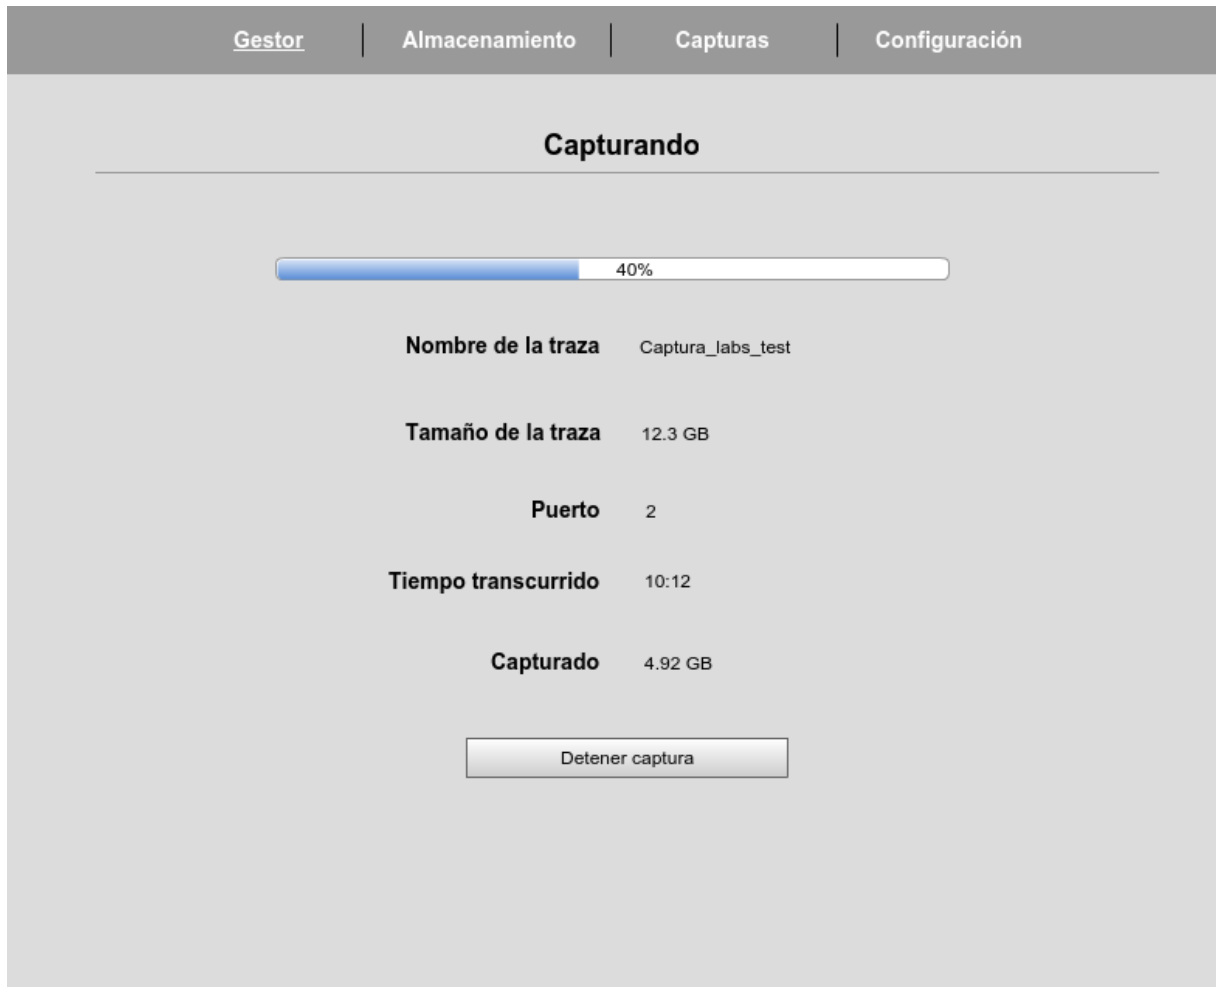 Gestor Almacenamiento Capturas Configuración
Capturando
40%
Nombre de la traza Captura_labs_test
Tamaño de la traza 12.3 GB
Puerto 2
Tiempo transcurrido 10:12
Capturado 4.92 GB
Detener captura